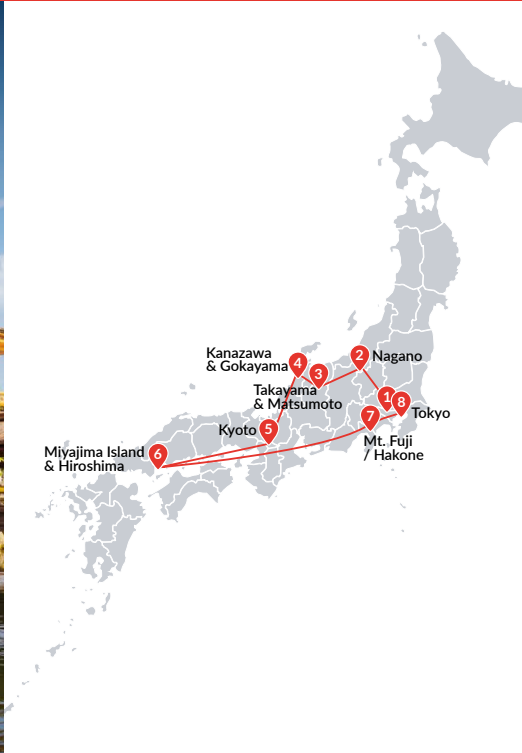 Kanazawa
& Gokayama
4
3
2
Nagano
Takayama
& Matsumoto
1
8
Tokyo
7
Mt. Fuji
/ Hakone
Kyoto
5
Miyajima Island
& Hiroshima
6